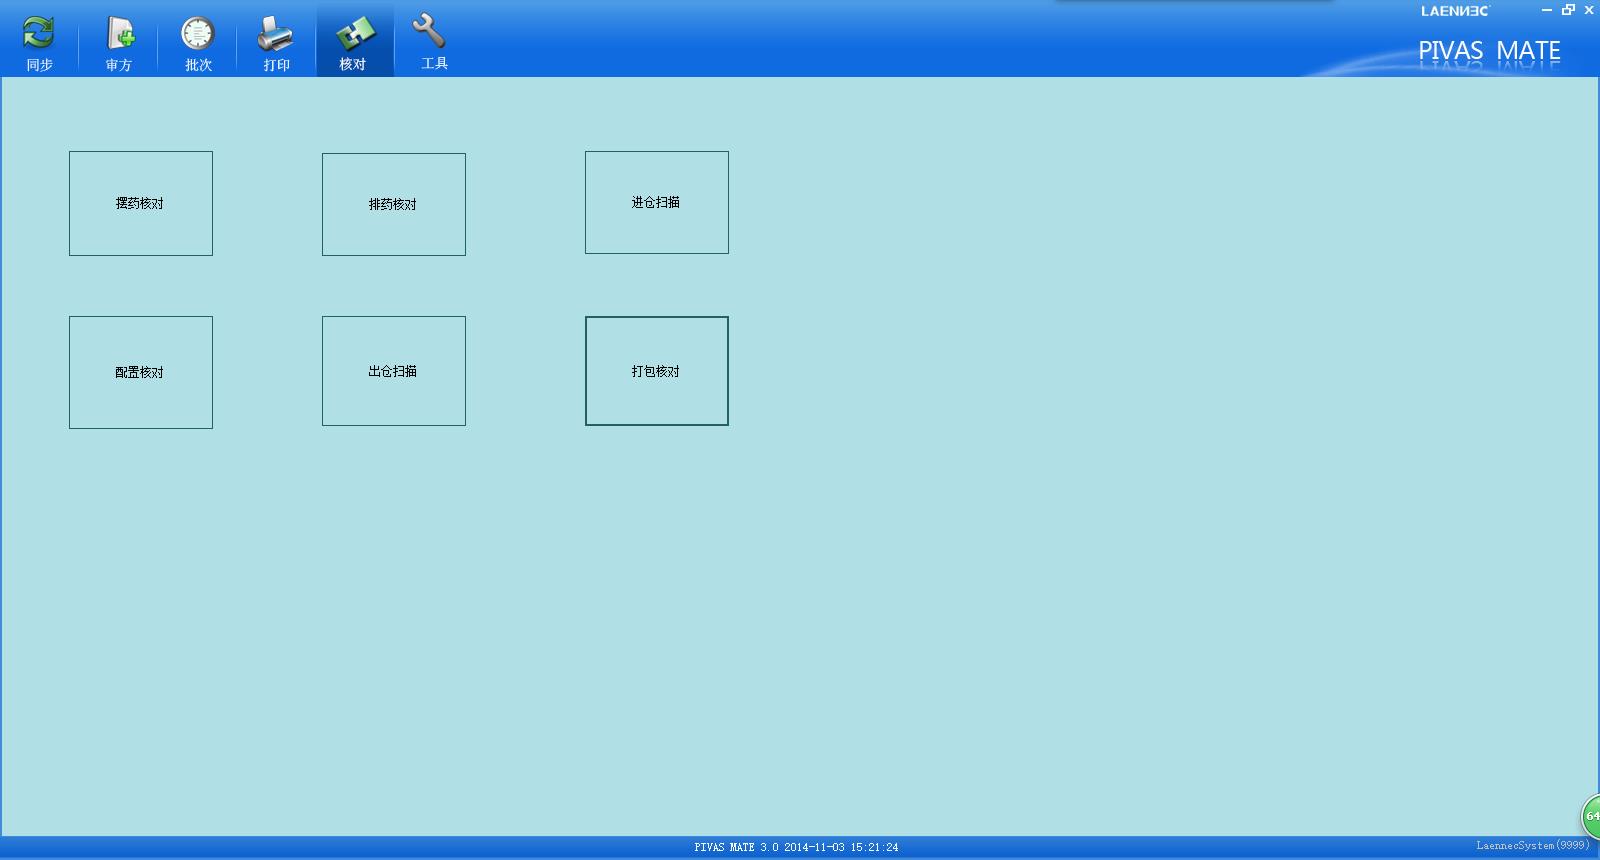 LAENNEC
PIVAS MATE
同步
审方
批次
打印
核对
工具
摆药核对
排药核对
进仓扫描
配置核对
出仓扫描
打包核对
64
PIVAS MATE 3.0 2014-11-03 15:21:24
LaennecSystem(9999)